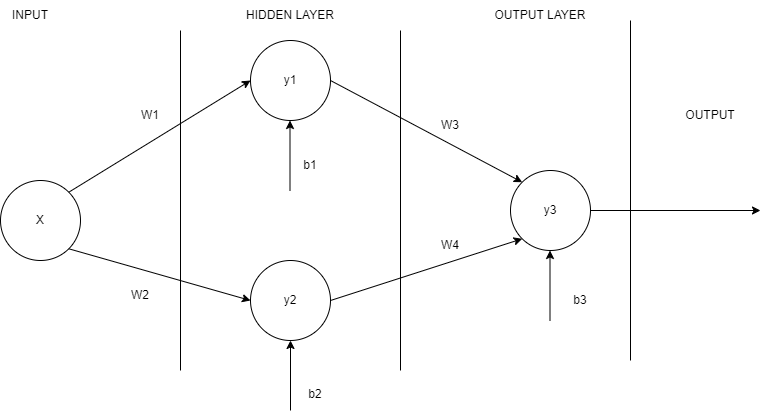 INPUT
HIDDEN LAYER
OUTPUT LAYER
y1
W1
OUTPUT
W3
b1
X
y3
W4
W2
y2
b3
b2